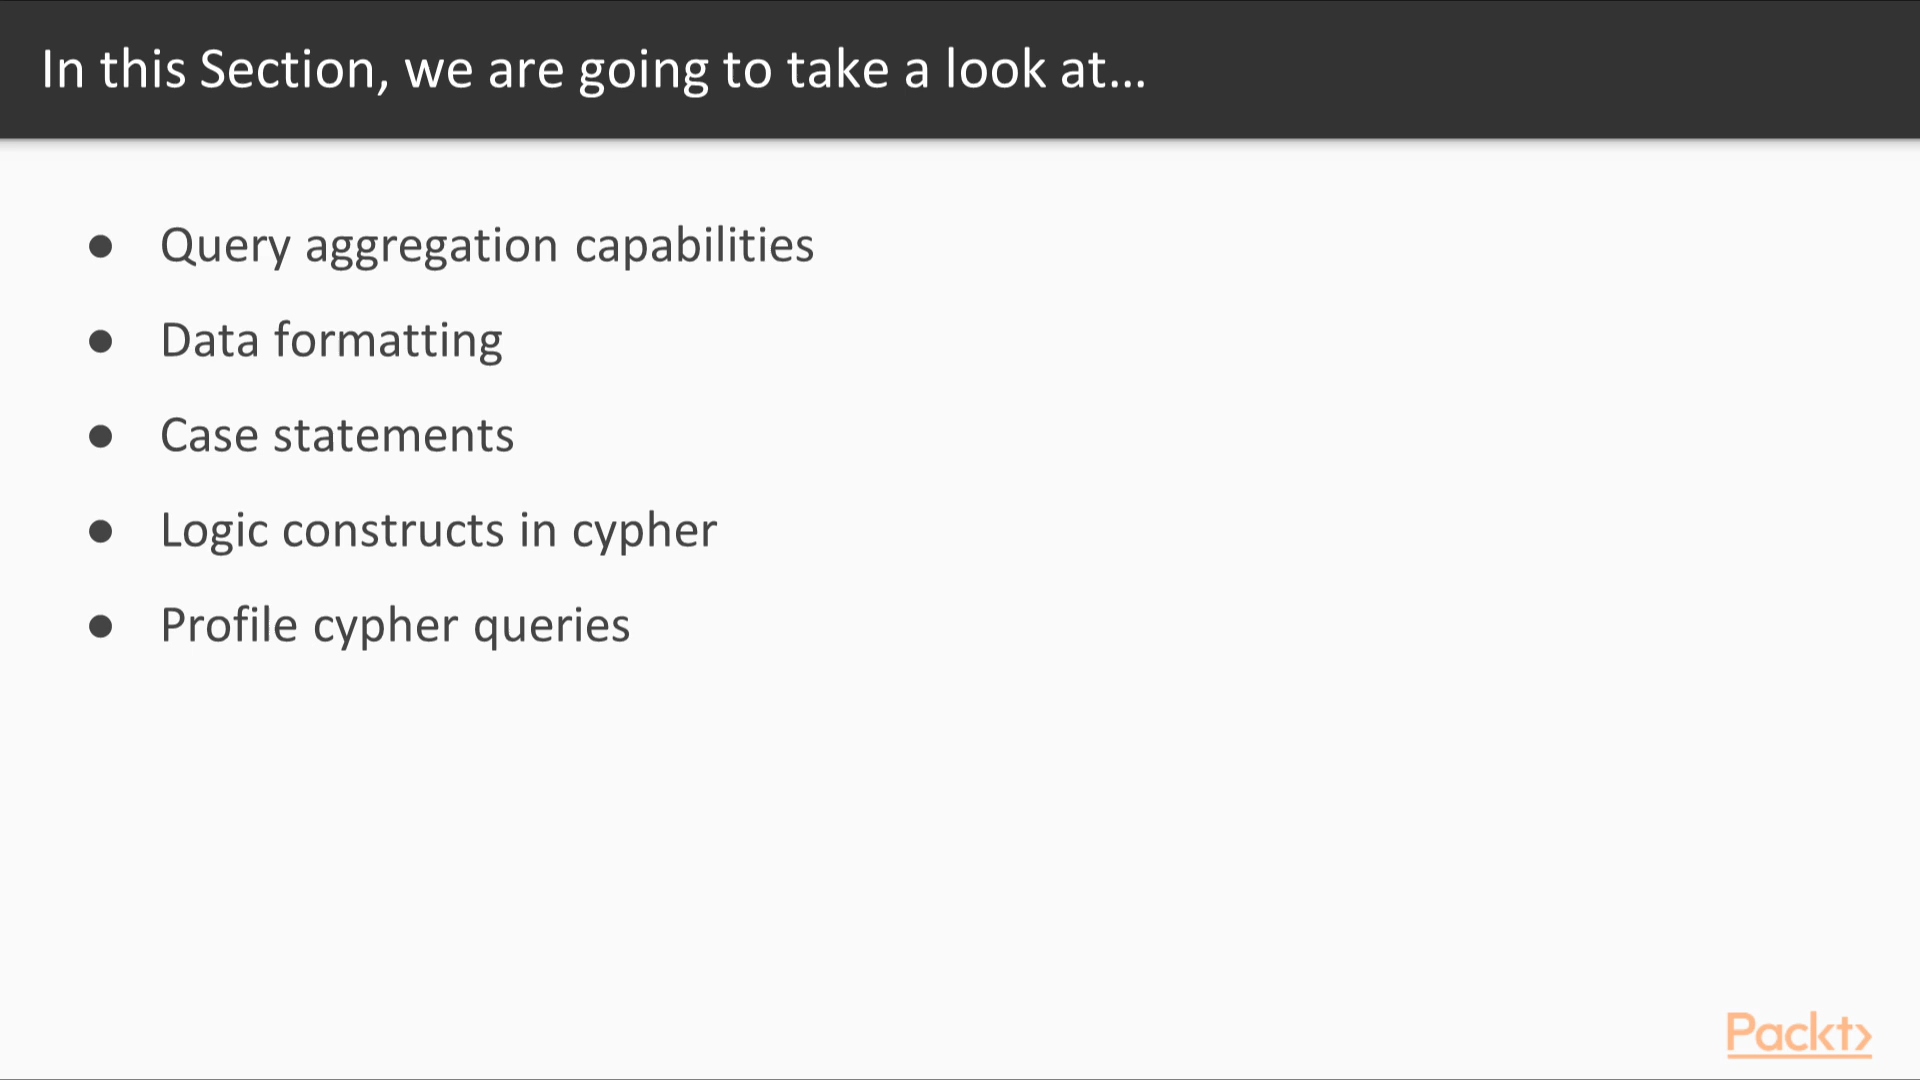 In this Section, we are going to take a look at...
● Query aggregation capabilities
● Data formatting
● Case statements
● Logic constructs in cypher
● Profile cypher queries
Packt>